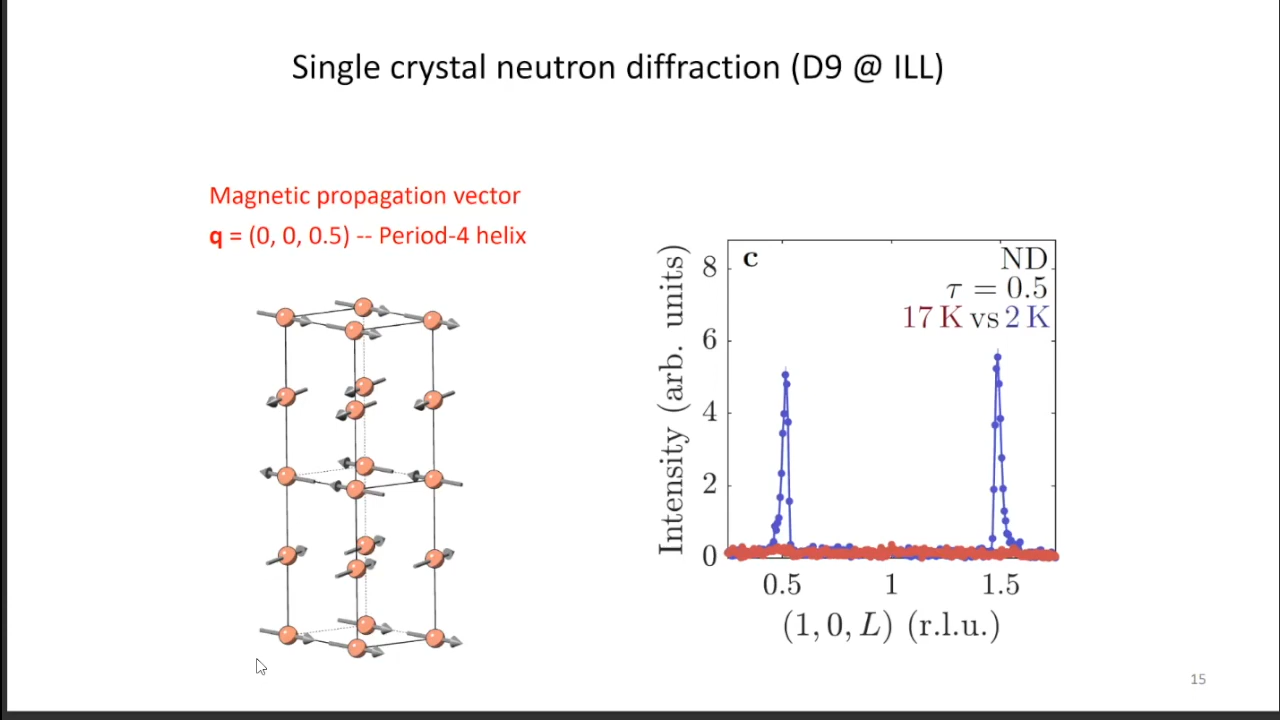 Single crystal neutron diffraction (D9 @ ILL)
Magnetic propagation vector
q = (0, 0, 0.5) -- Period-4 helix
c
ND
τ = 0.5
17 K vs 2 K
Intensity (arb. units)
8
6
4
2
0
0.5 1 1.5
(1, 0, L) (r.l.u.)
15